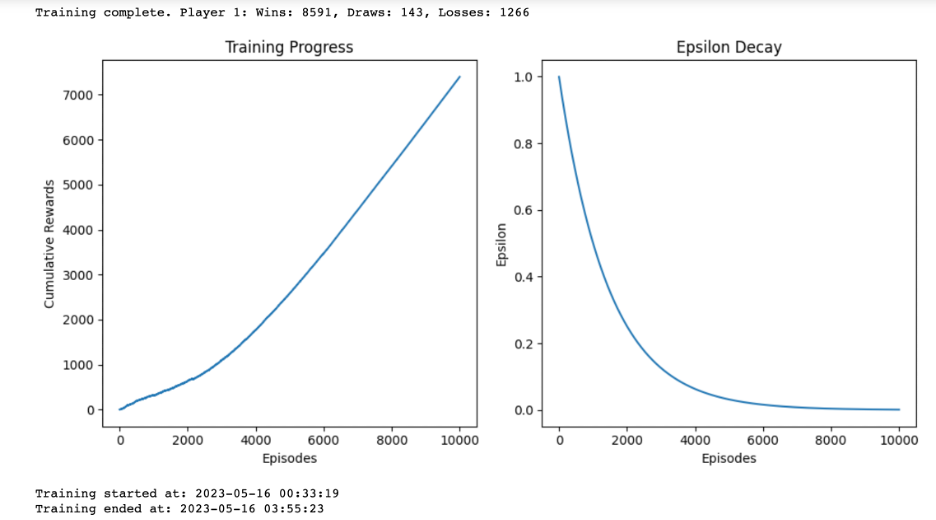 Training complete. Player 1: Wins: 8591, Draws: 143, Losses: 1266
Training Progress
Cumulative Rewards
7000
6000
5000
4000
3000
2000
1000
0
0 2000 4000 6000 8000 10000
Episodes
Epsilon Decay
Epsilon
1.0
0.8
0.6
0.4
0.2
0.0
0 2000 4000 6000 8000 10000
Episodes
Training started at: 2023-05-16 00:33:19
Training ended at: 2023-05-16 03:55:23